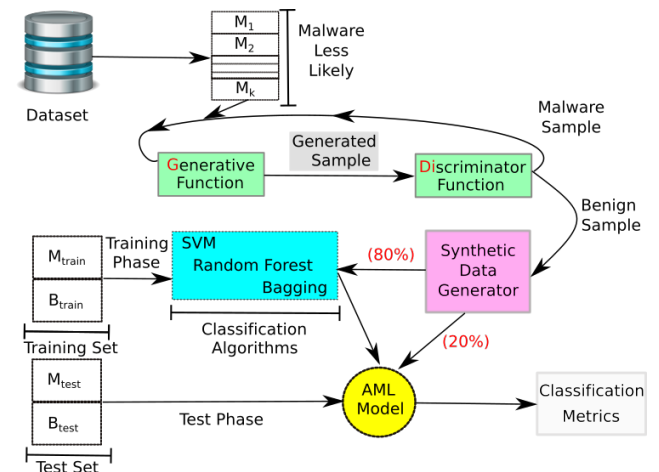 M1
M2
Mk
Malware
Less
Likely
Dataset
Malware
Sample
Generated
Sample
Generative
Function
Discriminator
Function
Benign
Sample
Training
Phase
SVM
Random Forest
Bagging
(80%)
Synthetic
Data
Generator
Mtrain
Btrain
Training Set
Classification
Algorithms
(20%)
Mtest
Btest
Test Set
Test Phase
AML
Model
Classification
Metrics